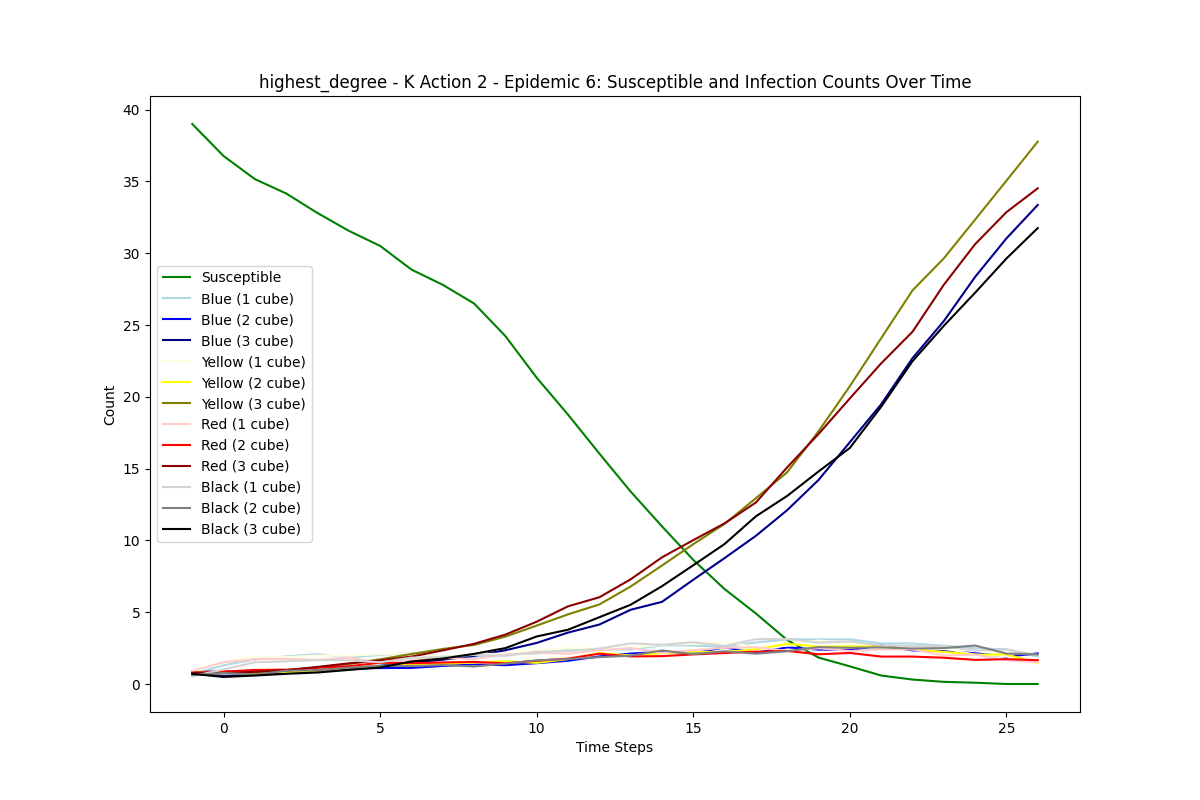 highest_degree - K Action 2 - Epidemic 6: Susceptible and Infection Counts Over Time
40
35
30
25
20
15
10
5
0
Count
Susceptible
Blue (1 cube)
Blue (2 cube)
Blue (3 cube)
Yellow (1 cube)
Yellow (2 cube)
Yellow (3 cube)
Red (1 cube)
Red (2 cube)
Red (3 cube)
Black (1 cube)
Black (2 cube)
Black (3 cube)
0 5 10 15 20 25
Time Steps